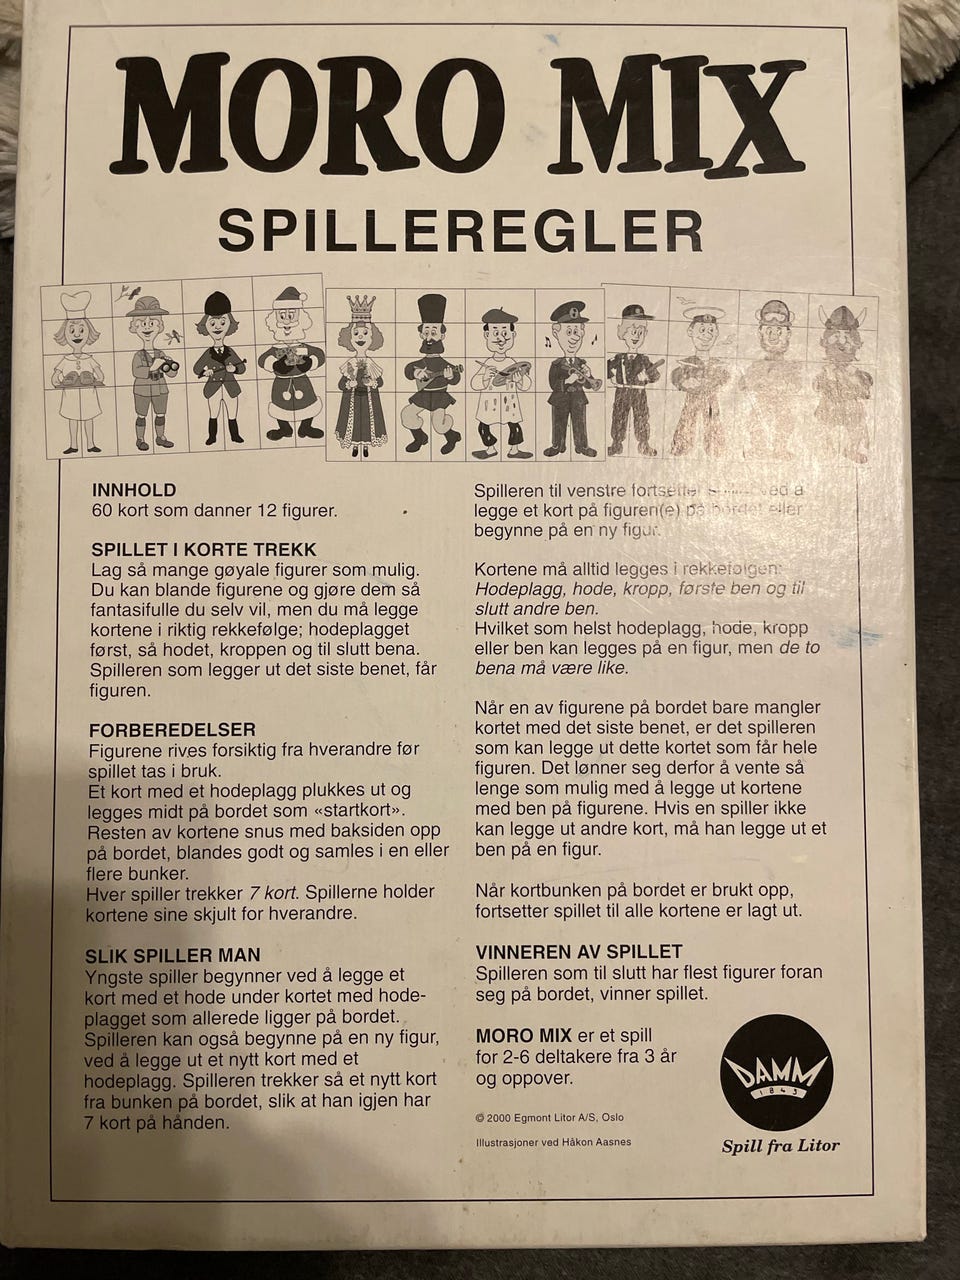 MORO MIX
SPILLEREGLER
INNHOLD
60 kort som danner 12 figurer.
SPILLET I KORTE TREKK
Lag så mange gøyale figurer som mulig.
Du kan blande figurene og gjøre dem så
fantasifulle du selv vil, men du må legge
kortene i riktig rekkefølge; hodeplagget
først, så hodet, kroppen og til slutt bena.
Spilleren som legger ut det siste benet, får
figuren.
FORBEREDELSER
Figurene rives forsiktig fra hverandre før
spillet tas i bruk.
Et kort med et hodeplagg plukkes ut og
legges midt på bordet som «startkort».
Resten av kortene snus med baksiden opp
på bordet, blandes godt og samles i en eller
flere bunker.
Hver spiller trekker 7 kort. Spillerne holder
kortene sine skjult for hverandre.
SLIK SPILLER MAN
Yngste spiller begynner ved å legge et
kort med et hode under kortet med hode-
plagget som allerede ligger på bordet.
Spilleren kan også begynne på en ny figur,
ved å legge ut et nytt kort med et
hodeplagg. Spilleren trekker så et nytt kort
fra bunken på bordet, slik at han igjen har
7 kort på hånden.
Spilleren til venstre fortsetter ved å
legge et kort på figuren(e) på bordet eller
begynne på en ny figur.
Kortene må alltid legges i rekkefølgen:
Hodeplagg, hode, kropp, første ben og til
slutt andre ben.
Hvilket som helst hodeplagg, hode, kropp
eller ben kan legges på en figur, men de to
bena må være like.
Når en av figurene på bordet bare mangler
kortet med det siste benet, er det spilleren
som kan legge ut dette kortet som får hele
figuren. Det lønner seg derfor å vente så
lenge som mulig med å legge ut kortene
med ben på figurene. Hvis en spiller ikke
kan legge ut andre kort, må han legge ut et
ben på en figur.
Når kortbunken på bordet er brukt opp,
fortsetter spillet til alle kortene er lagt ut.
VINNEREN AV SPILLET
Spilleren som til slutt har flest figurer foran
seg på bordet, vinner spillet.
MORO MIX er et spill
for 2-6 deltakere fra 3 år
og oppover.
© 2000 Egmont Litor A/S, Oslo
Illustrasjoner ved Håkon Aasnes
DAMM
1843
Spill fra Litor